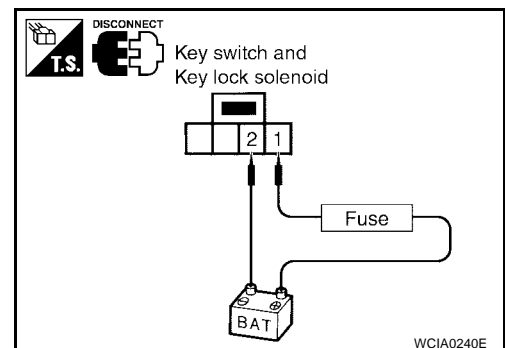 DISCONNECT
T.S.
Key switch and
Key lock solenoid
2 1
Fuse
⊖ ⊕
BAT
WCIA0240E